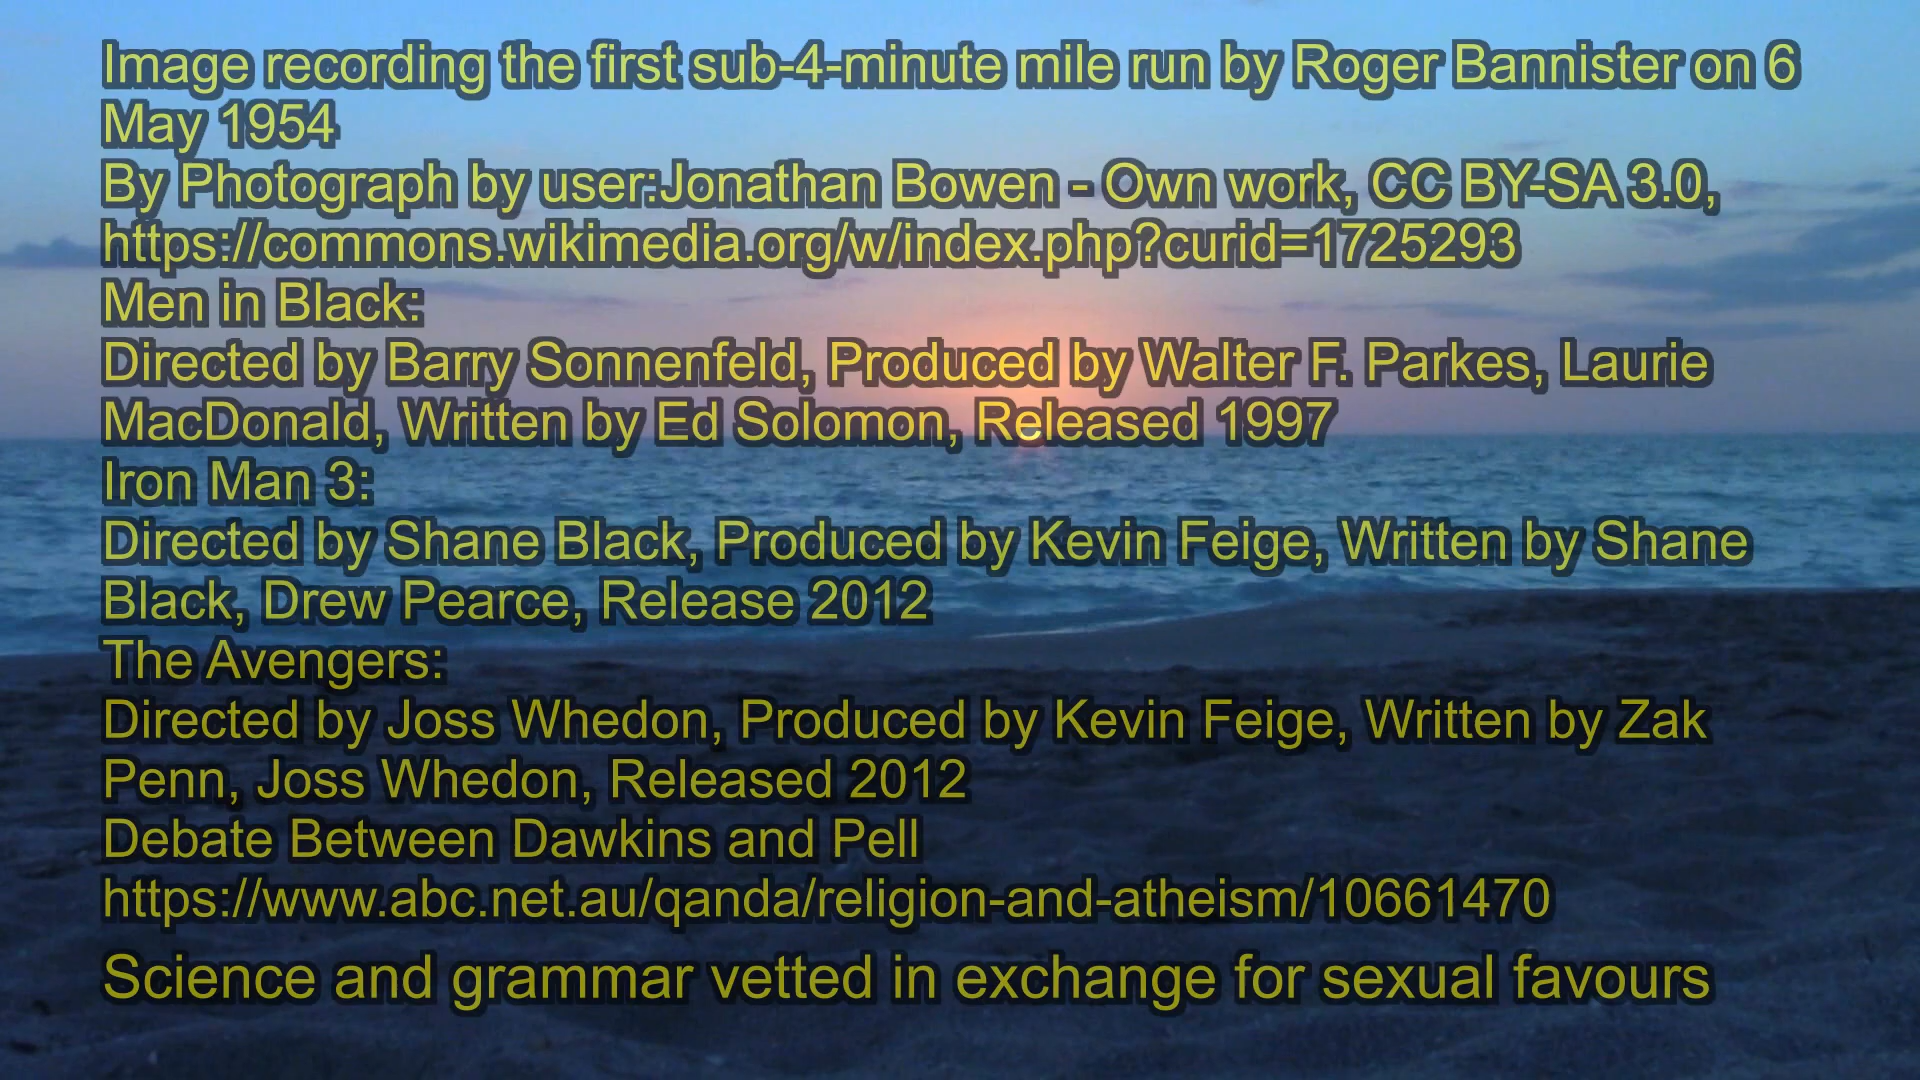 Image recording the first sub-4-minute mile run by Roger Bannister on 6
May 1954
By Photograph by user:Jonathan Bowen - Own work, CC BY-SA 3.0,
https://commons.wikimedia.org/w/index.php?curid=1725293
Men in Black:
Directed by Barry Sonnenfeld, Produced by Walter F. Parkes, Laurie
MacDonald, Written by Ed Solomon, Released 1997
Iron Man 3:
Directed by Shane Black, Produced by Kevin Feige, Written by Shane
Black, Drew Pearce, Release 2012
The Avengers:
Directed by Joss Whedon, Produced by Kevin Feige, Written by Zak
Penn, Joss Whedon, Released 2012
Debate Between Dawkins and Pell
https://www.abc.net.au/qanda/religion-and-atheism/10661470
Science and grammar vetted in exchange for sexual favours